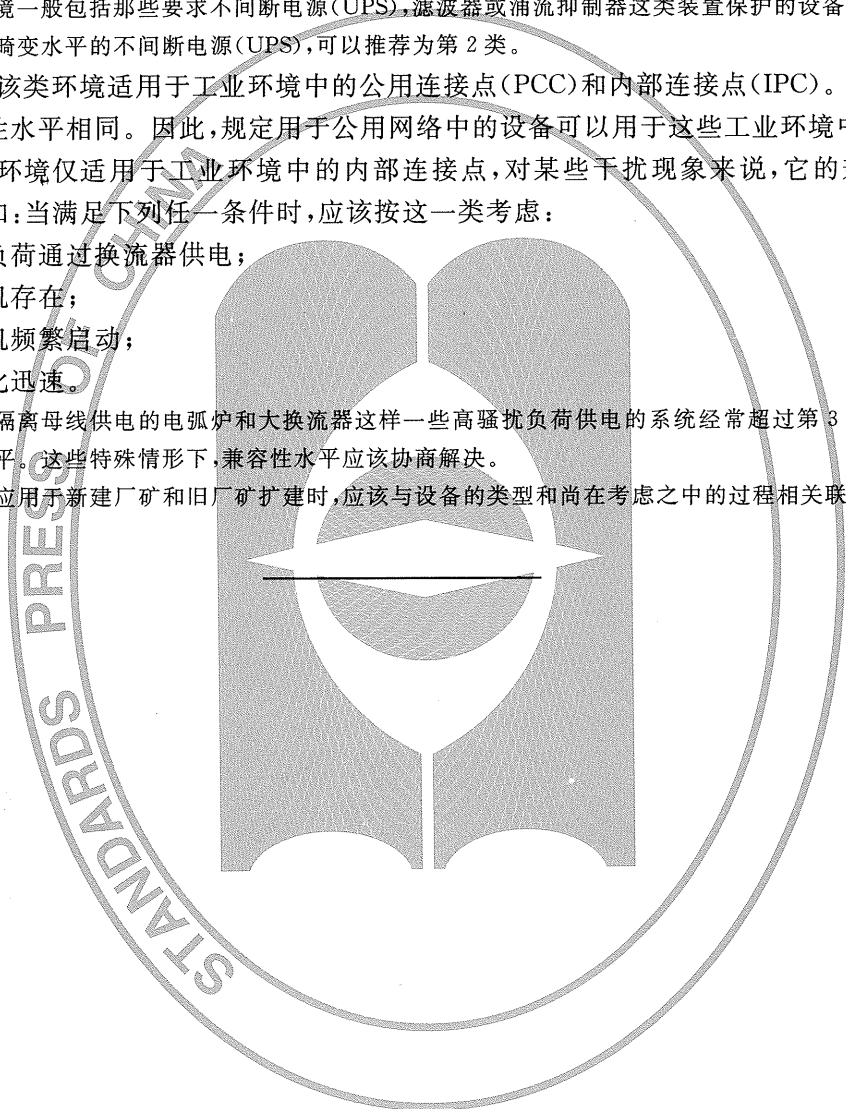 境一般包括那些要求不间断电源(UPS),滤波器或浦流抑制器这类装置保护的设备
畸变水平的不间断电源(UPS),可以推荐为第 2 类。
该类环境适用于工业环境中的公用连接点(PCC)和内部连接点(IPC)。
水平相同。因此,规定用于公用网络中的设备可以用于这些工业环境中
环境仅适用于工业环境中的内部连接点,对某些干扰现象来说,它的
:当满足下列任一条件时,应该按这一类考虑:
负荷通过换流器供电;
机存在;
机频繁启动;
化迅速。
隔离母线供电的电弧炉和大换流器这样一些高骚扰负荷供电的系统经常超过第 3
平。这些特殊情形下,兼容性水平应该协商解决。
应用于新建厂矿和旧厂矿扩建时,应该与设备的类型和尚在考虑之中的过程相关联
STANDARDS PRESS OF CHINA